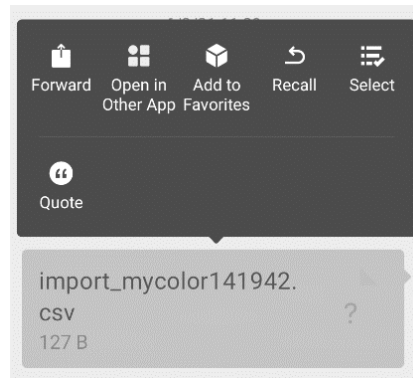 Forward
Open in
Other App
Add to
Favorites
Recall
Select
Quote
import_mycolor141942.
csv
?
127 B